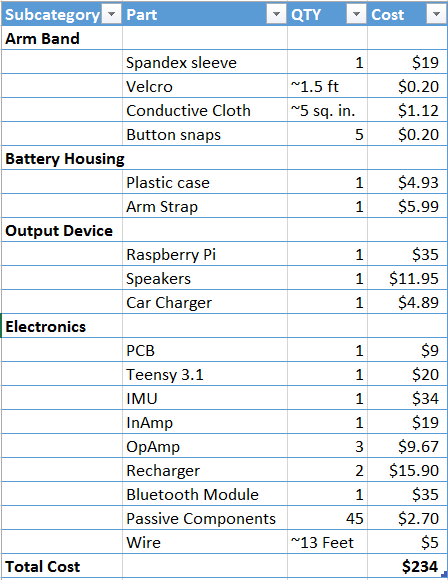 Subcategory Part QTY Cost
Arm Band
Spandex sleeve 1 $19
Velcro ~1.5 ft $0.20
Conductive Cloth ~5 sq. in. $1.12
Button snaps 5 $0.20
Battery Housing
Plastic case 1 $4.93
Arm Strap 1 $5.99
Output Device
Raspberry Pi 1 $35
Speakers 1 $11.95
Car Charger 1 $4.89
Electronics
PCB 1 $9
Teensy 3.1 1 $20
IMU 1 $34
InAmp 1 $19
OpAmp 3 $9.67
Recharger 2 $15.90
Bluetooth Module 1 $35
Passive Components 45 $2.70
Wire ~13 Feet $5
Total Cost $234